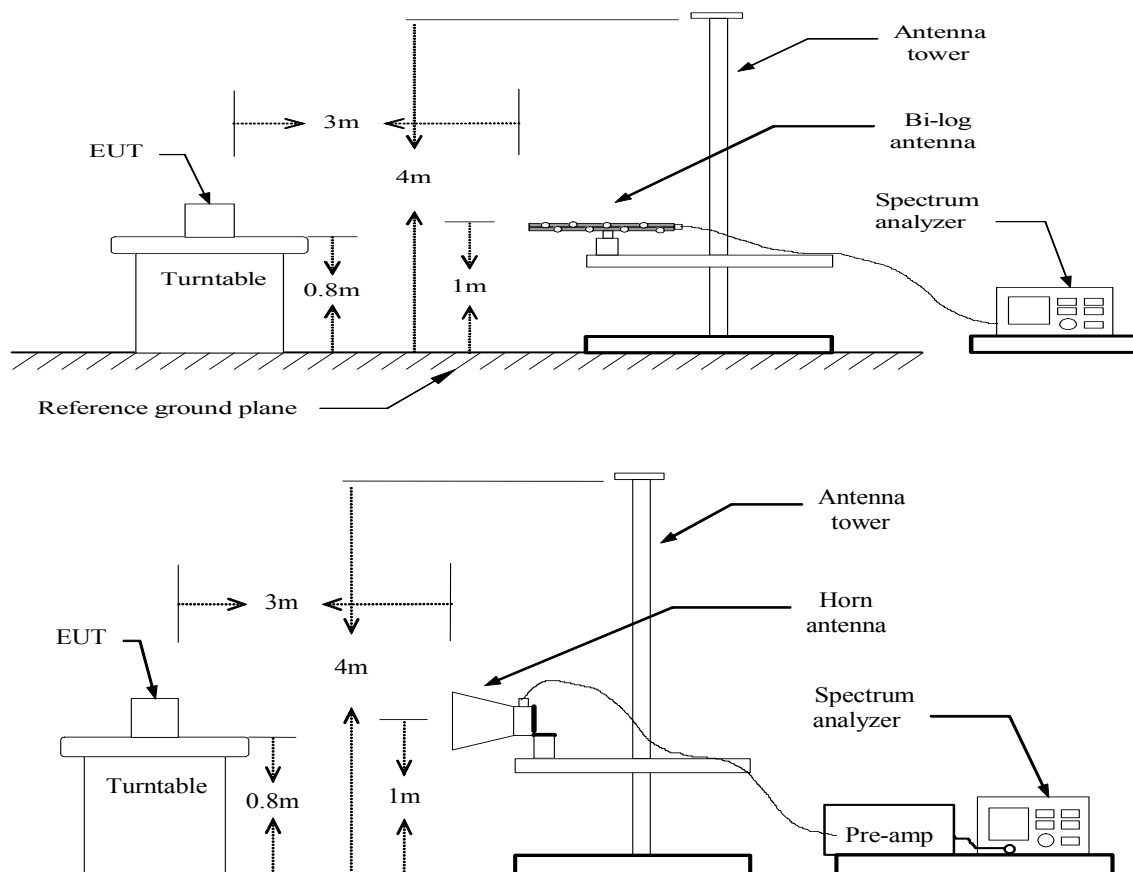 Antenna
tower
3m
Bi-log
antenna
EUT
4m
Spectrum
analyzer
Turntable
0.8m
1m
Reference ground plane
Antenna
tower
3m
Horn
antenna
EUT
4m
Spectrum
analyzer
Turntable
0.8m
1m
Pre-amp